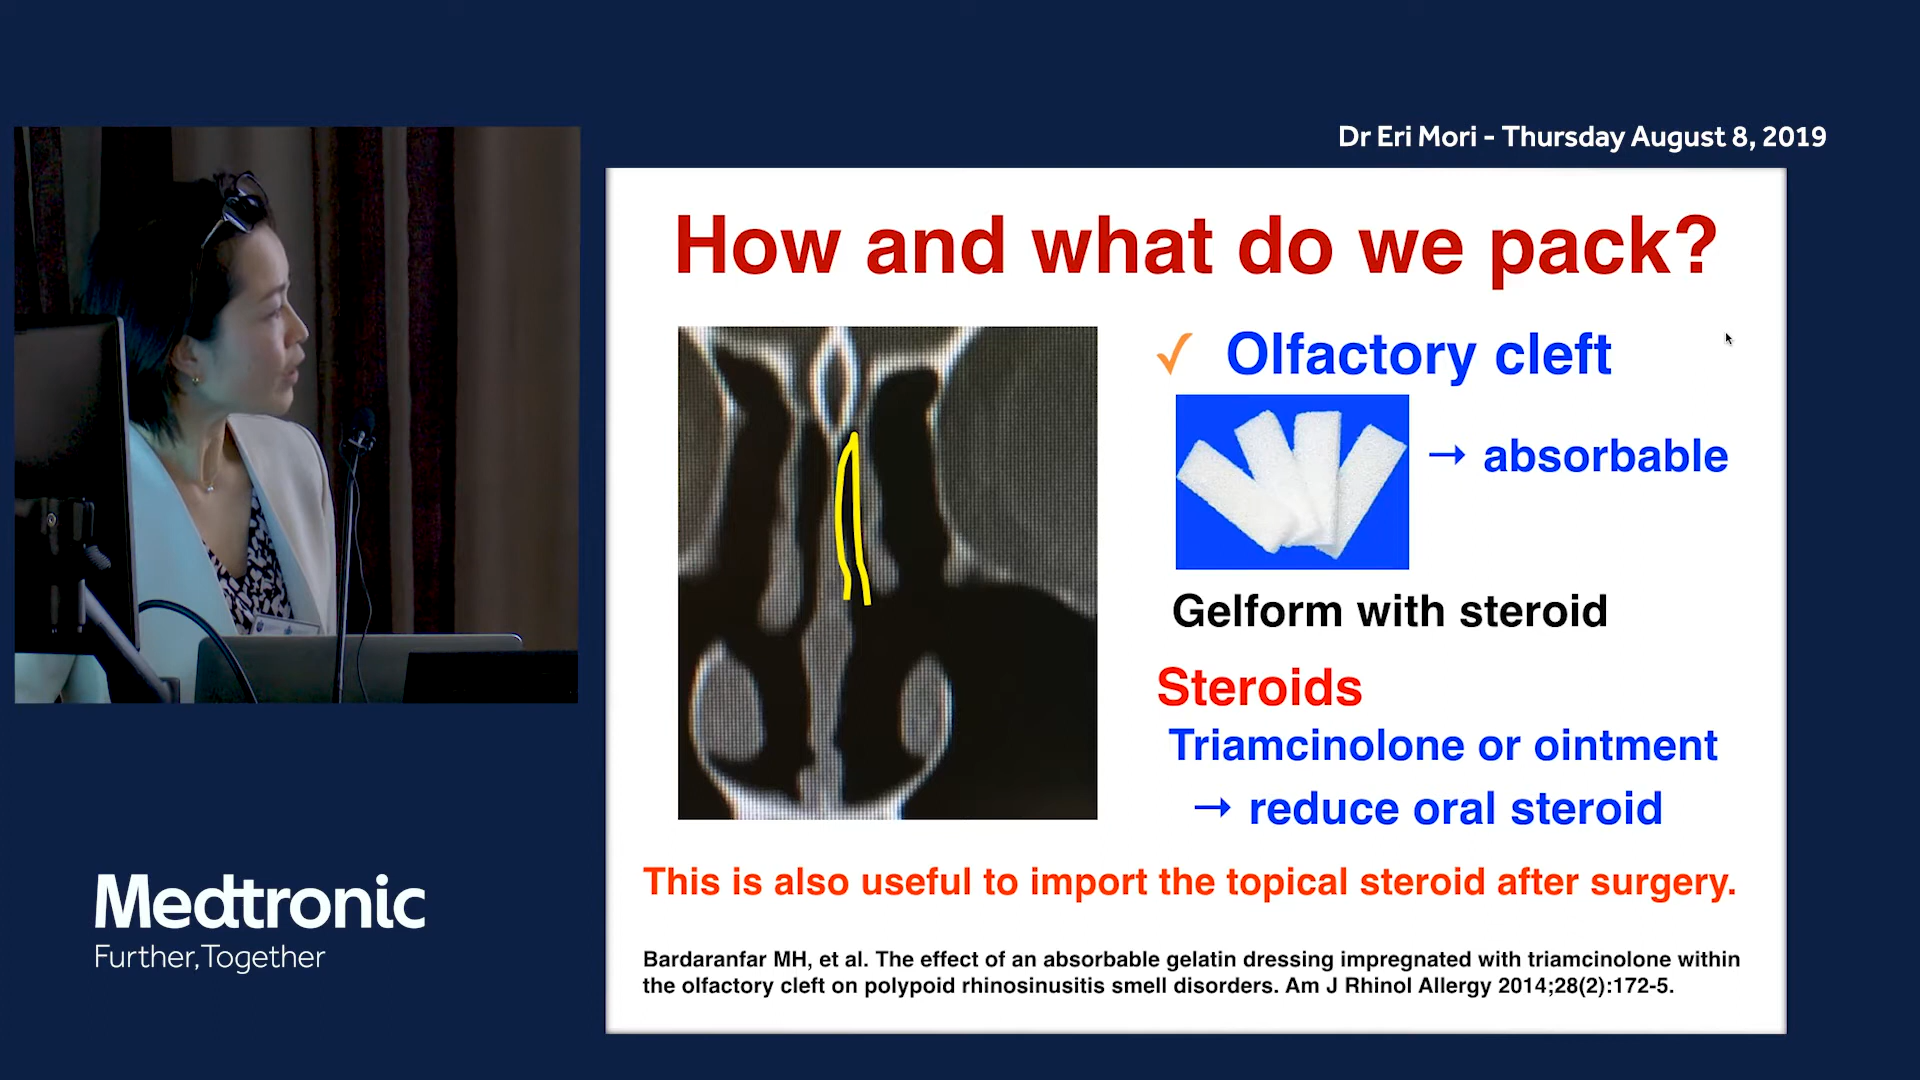 Dr Eri Mori - Thursday August 8, 2019
How and what do we pack?
✓ Olfactory cleft
→ absorbable
Gelform with steroid
Steroids
Triamcinolone or ointment
→ reduce oral steroid
This is also useful to import the topical steroid after surgery.
Bardaranfar MH, et al. The effect of an absorbable gelatin dressing impregnated with triamcinolone within
the olfactory cleft on polypoid rhinosinusitis smell disorders. Am J Rhinol Allergy 2014;28(2):172-5.
Medtronic
Further, Together